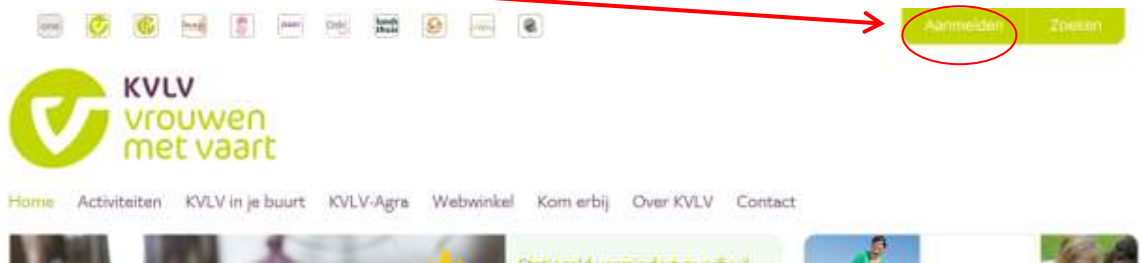 Aanmelden Zoeken
KVLV
vrouwen
met vaart
Home Activiteiten KVLV in je buurt KVLV-Agra Webwinkel Kom erbij Over KVLV Contact